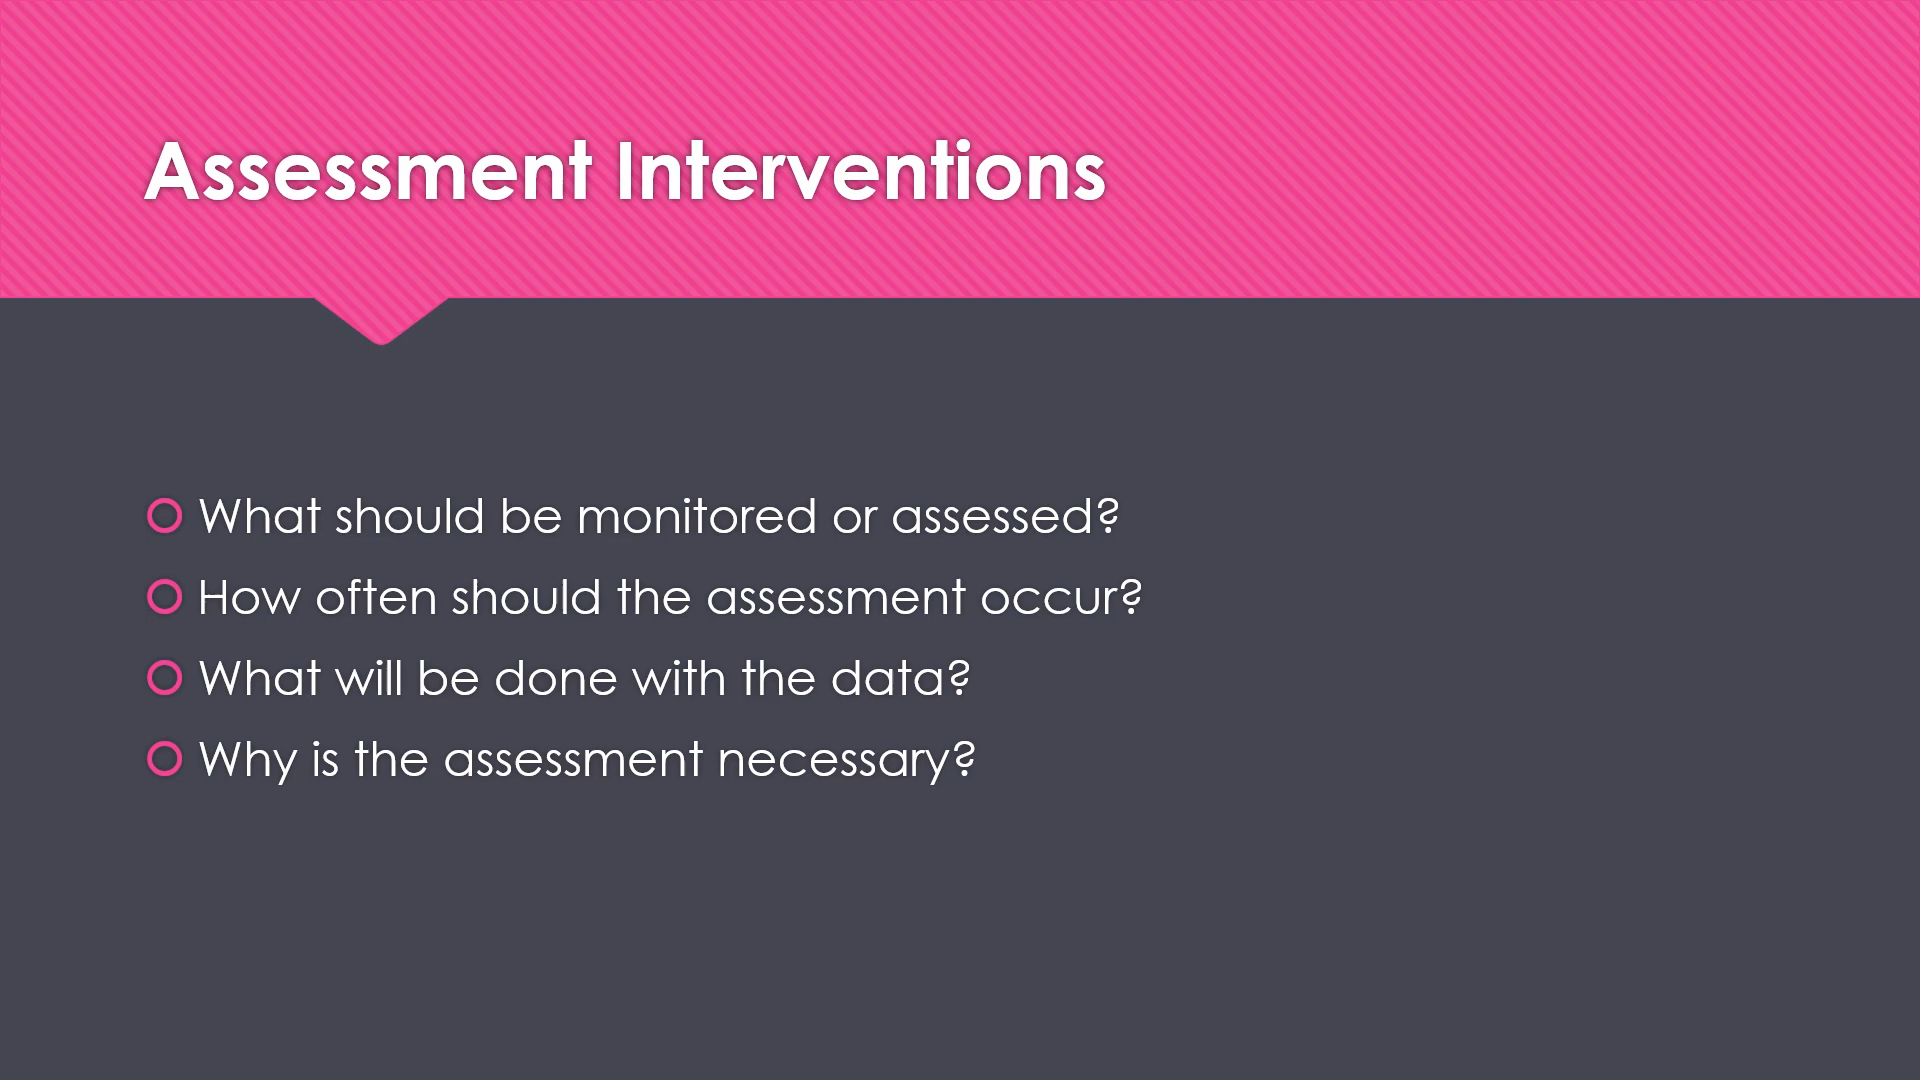 Assessment Interventions
What should be monitored or assessed?
How often should the assessment occur?
What will be done with the data?
Why is the assessment necessary?